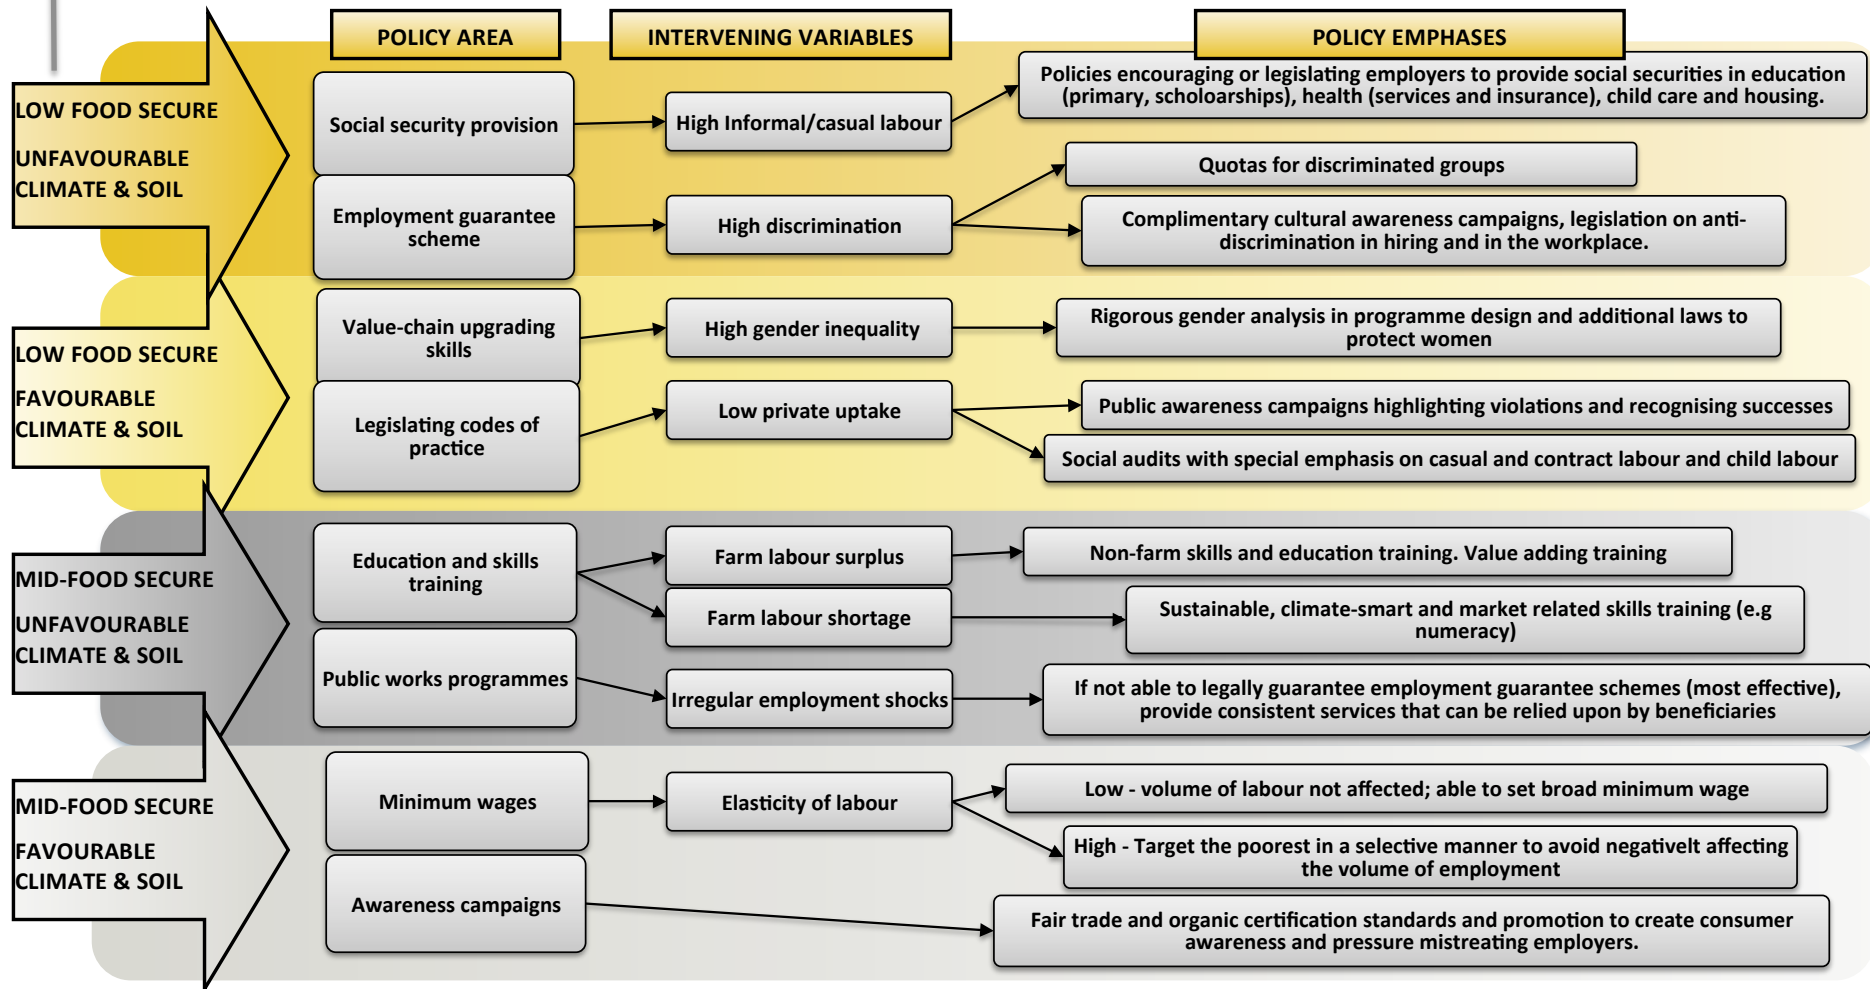 POLICY AREA
INTERVENING VARIABLES
POLICY EMPHASES
LOW FOOD SECURE
UNFAVOURABLE
CLIMATE & SOIL
Social security provision
High Informal/casual labour
Policies encouraging or legislating employers to provide social securities in education
(primary, scholoarships), health (services and insurance), child care and housing.
Employment guarantee
scheme
High discrimination
Quotas for discriminated groups
Complimentary cultural awareness campaigns, legislation on anti-
discrimination in hiring and in the workplace.
LOW FOOD SECURE
FAVOURABLE
CLIMATE & SOIL
Value-chain upgrading
skills
High gender inequality
Rigorous gender analysis in programme design and additional laws to
protect women
Legislating codes of
practice
Low private uptake
Public awareness campaigns highlighting violations and recognising successes
Social audits with special emphasis on casual and contract labour and child labour
MID-FOOD SECURE
UNFAVOURABLE
CLIMATE & SOIL
Education and skills
training
Farm labour surplus
Non-farm skills and education training. Value adding training
Farm labour shortage
Sustainable, climate-smart and market related skills training (e.g
numeracy)
Public works programmes
Irregular employment shocks
If not able to legally guarantee employment guarantee schemes (most effective),
provide consistent services that can be relied upon by beneficiaries
MID-FOOD SECURE
FAVOURABLE
CLIMATE & SOIL
Minimum wages
Elasticity of labour
Low - volume of labour not affected; able to set broad minimum wage
High - Target the poorest in a selective manner to avoid negativelt affecting
the volume of employment
Awareness campaigns
Fair trade and organic certification standards and promotion to create consumer
awareness and pressure mistreating employers.